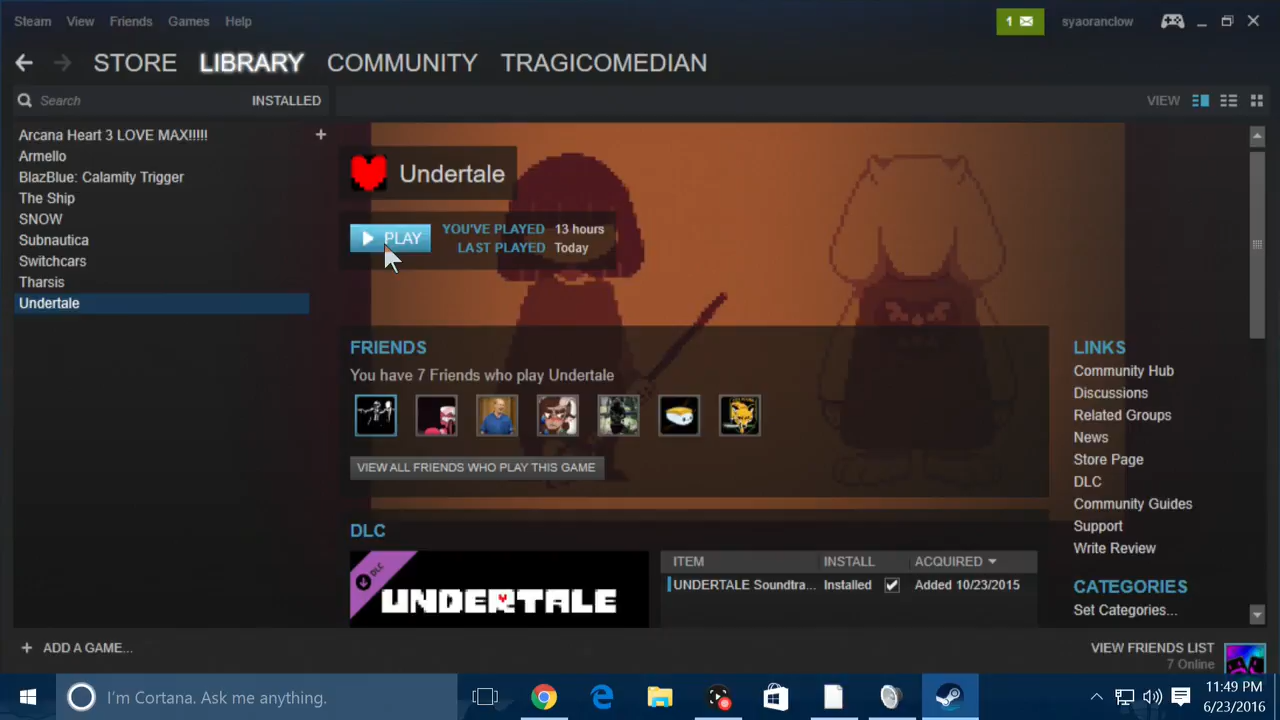 Steam View Friends Games Help 1 syaoranclow
STORE LIBRARY COMMUNITY TRAGICOMEDIAN
Search INSTALLED VIEW
Arcana Heart 3 LOVE MAX!!!!! +
Armello
BlazBlue: Calamity Trigger
The Ship
SNOW
Subnautica
Switchcars
Tharsis
Undertale
Undertale
PLAY YOU'VE PLAYED 13 hours
LAST PLAYED Today
FRIENDS
You have 7 Friends who play Undertale
VIEW ALL FRIENDS WHO PLAY THIS GAME
DLC
DLC
UNDERTALE
ITEM INSTALL ACQUIRED
UNDERTALE Soundtra... Installed Added 10/23/2015
LINKS
Community Hub
Discussions
Related Groups
News
Store Page
DLC
Community Guides
Support
Write Review
CATEGORIES
Set Categories...
+ ADD A GAME...
VIEW FRIENDS LIST
7 Online
I'm Cortana. Ask me anything.
11:49 PM
6/23/2016